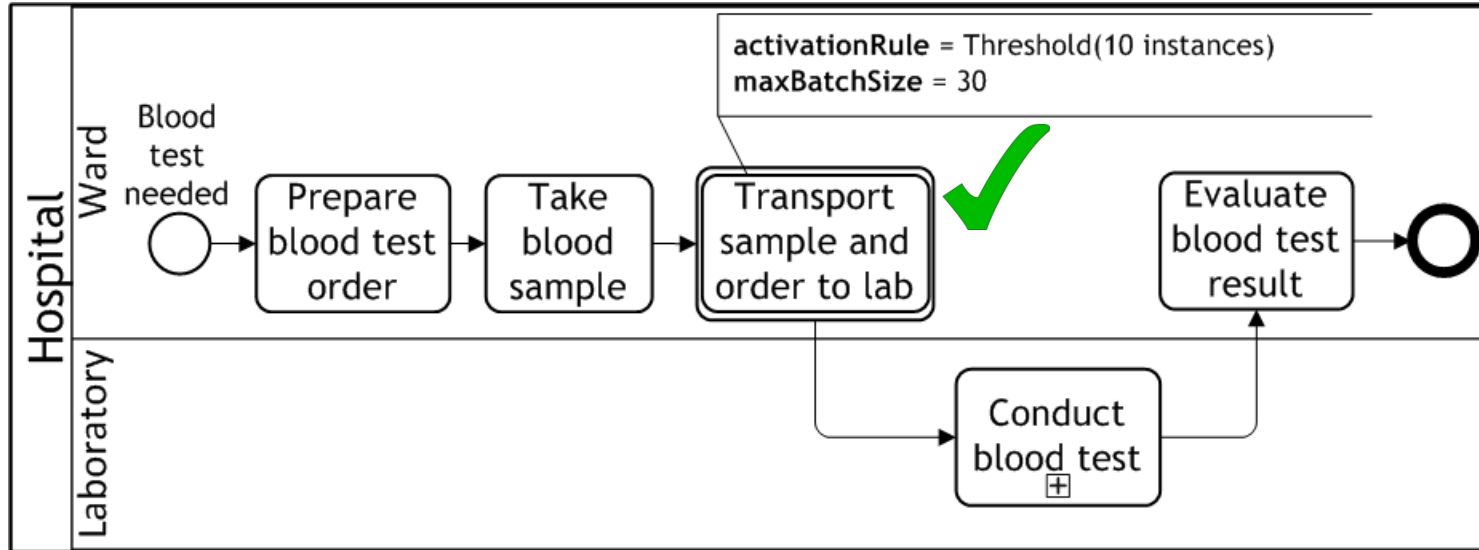 Hospital
Ward
Laboratory
activationRule = Threshold(10 instances)
maxBatchSize = 30
Blood
test
needed
Prepare
blood test
order
Take
blood
sample
Transport
sample and
order to lab
Evaluate
blood test
result
Conduct
blood test